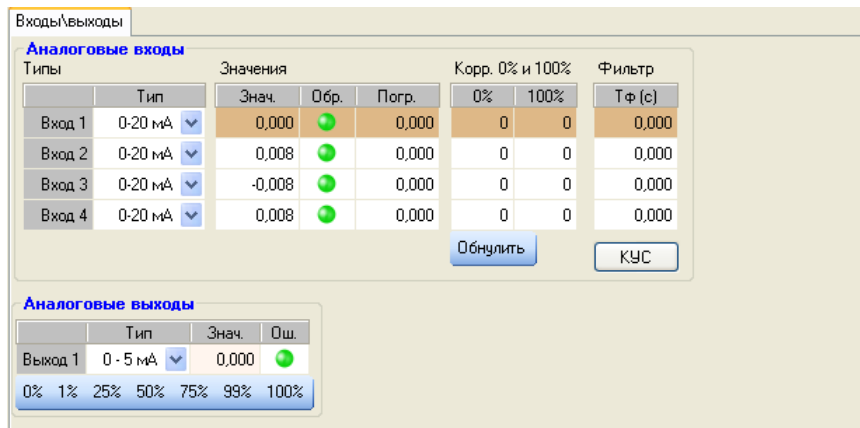 Входы\выходы
Аналоговые входы
Типы Значения Корр. 0% и 100% Фильтр
Тип Знач. Обр. Погр. 0% 100% Тф (с)
Вход 1 0-20 мА 0,000 0,000 0 0 0,000
Вход 2 0-20 мА 0,008 0,000 0 0 0,000
Вход 3 0-20 мА -0,008 0,000 0 0 0,000
Вход 4 0-20 мА 0,008 0,000 0 0 0,000
Обнулить КУС
Аналоговые выходы
Тип Знач. Ош.
Выход 1 0 - 5 мА 0,000
0% 1% 25% 50% 75% 99% 100%